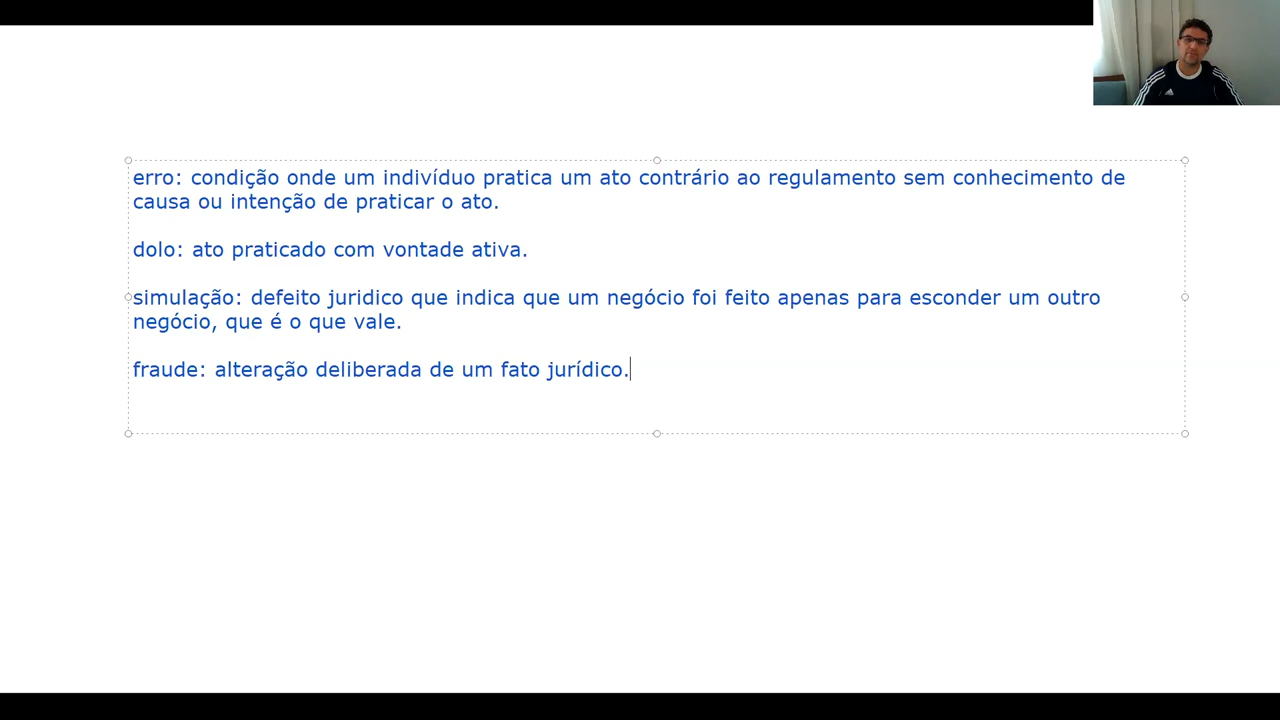 erro: condição onde um indivíduo pratica um ato contrário ao regulamento sem conhecimento de
causa ou intenção de praticar o ato.
dolo: ato praticado com vontade ativa.
simulação: defeito juridico que indica que um negócio foi feito apenas para esconder um outro
negócio, que é o que vale.
fraude: alteração deliberada de um fato jurídico.